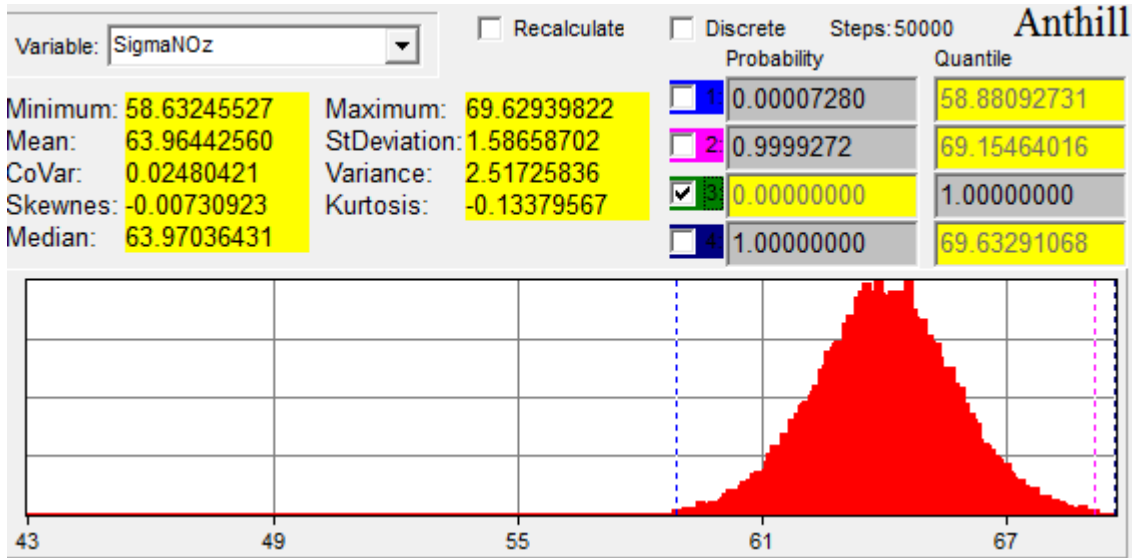 Variable: SigmaNOz Recalculate Discrete Steps:50000 Anthill
Probability Quantile
Minimum: 58.63245527 Maximum: 69.62939822 1: 0.00007280 58.88092731
Mean: 63.96442560 StDeviation: 1.58658702 2: 0.9999272 69.15464016
CoVar: 0.02480421 Variance: 2.51725836 3: 0.00000000 1.00000000
Skewnes: -0.00730923 Kurtosis: -0.13379567 4: 1.00000000 69.63291068
Median: 63.97036431
43 49 55 61 67